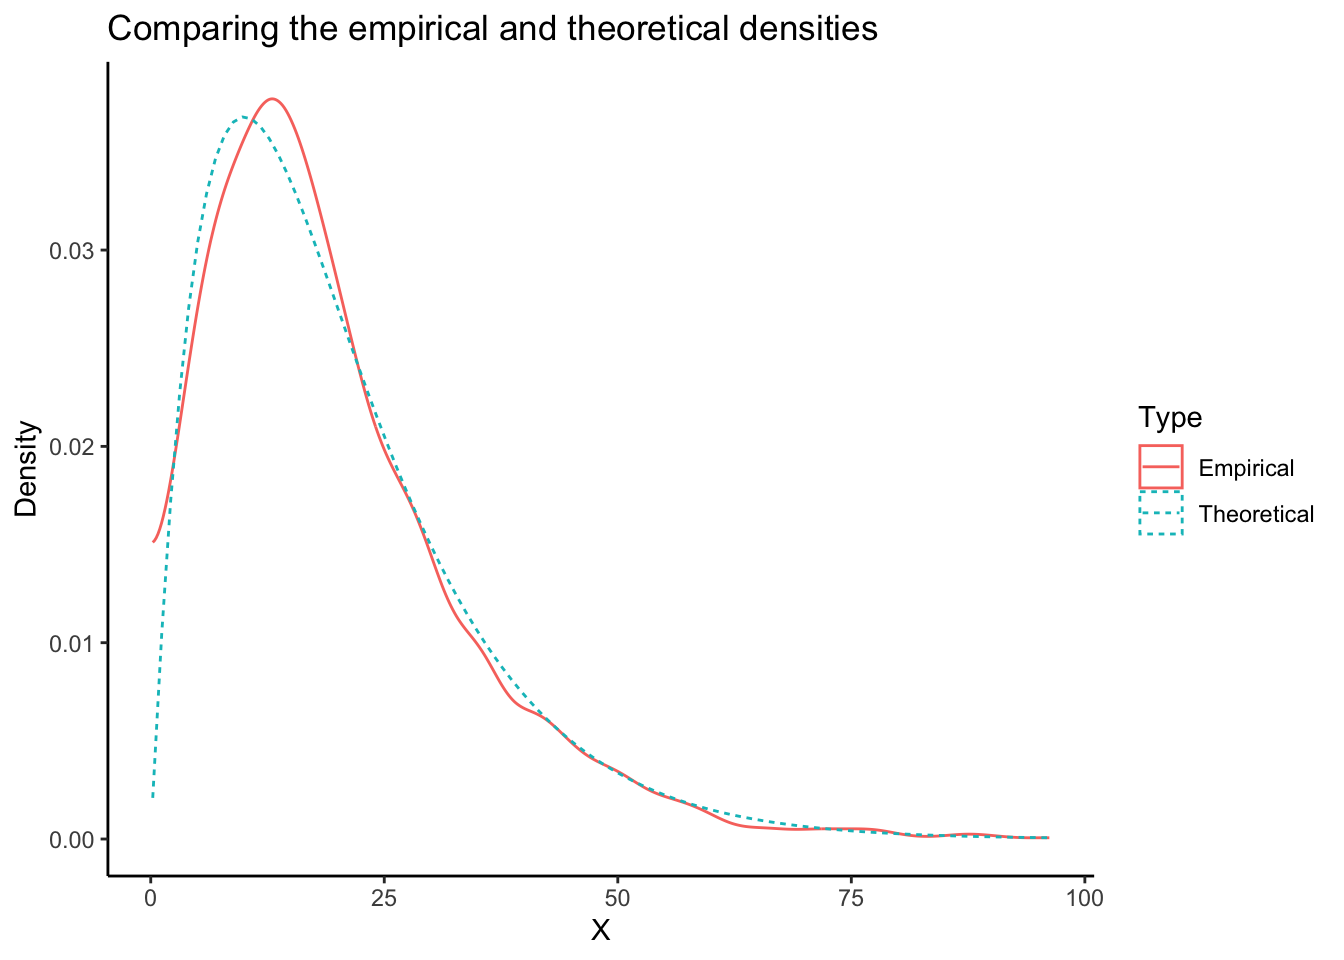 Comparing the empirical and theoretical densities
Density
0.03
0.02
0.01
0.00
0 25 50 75 100
X
Type
Empirical
Theoretical